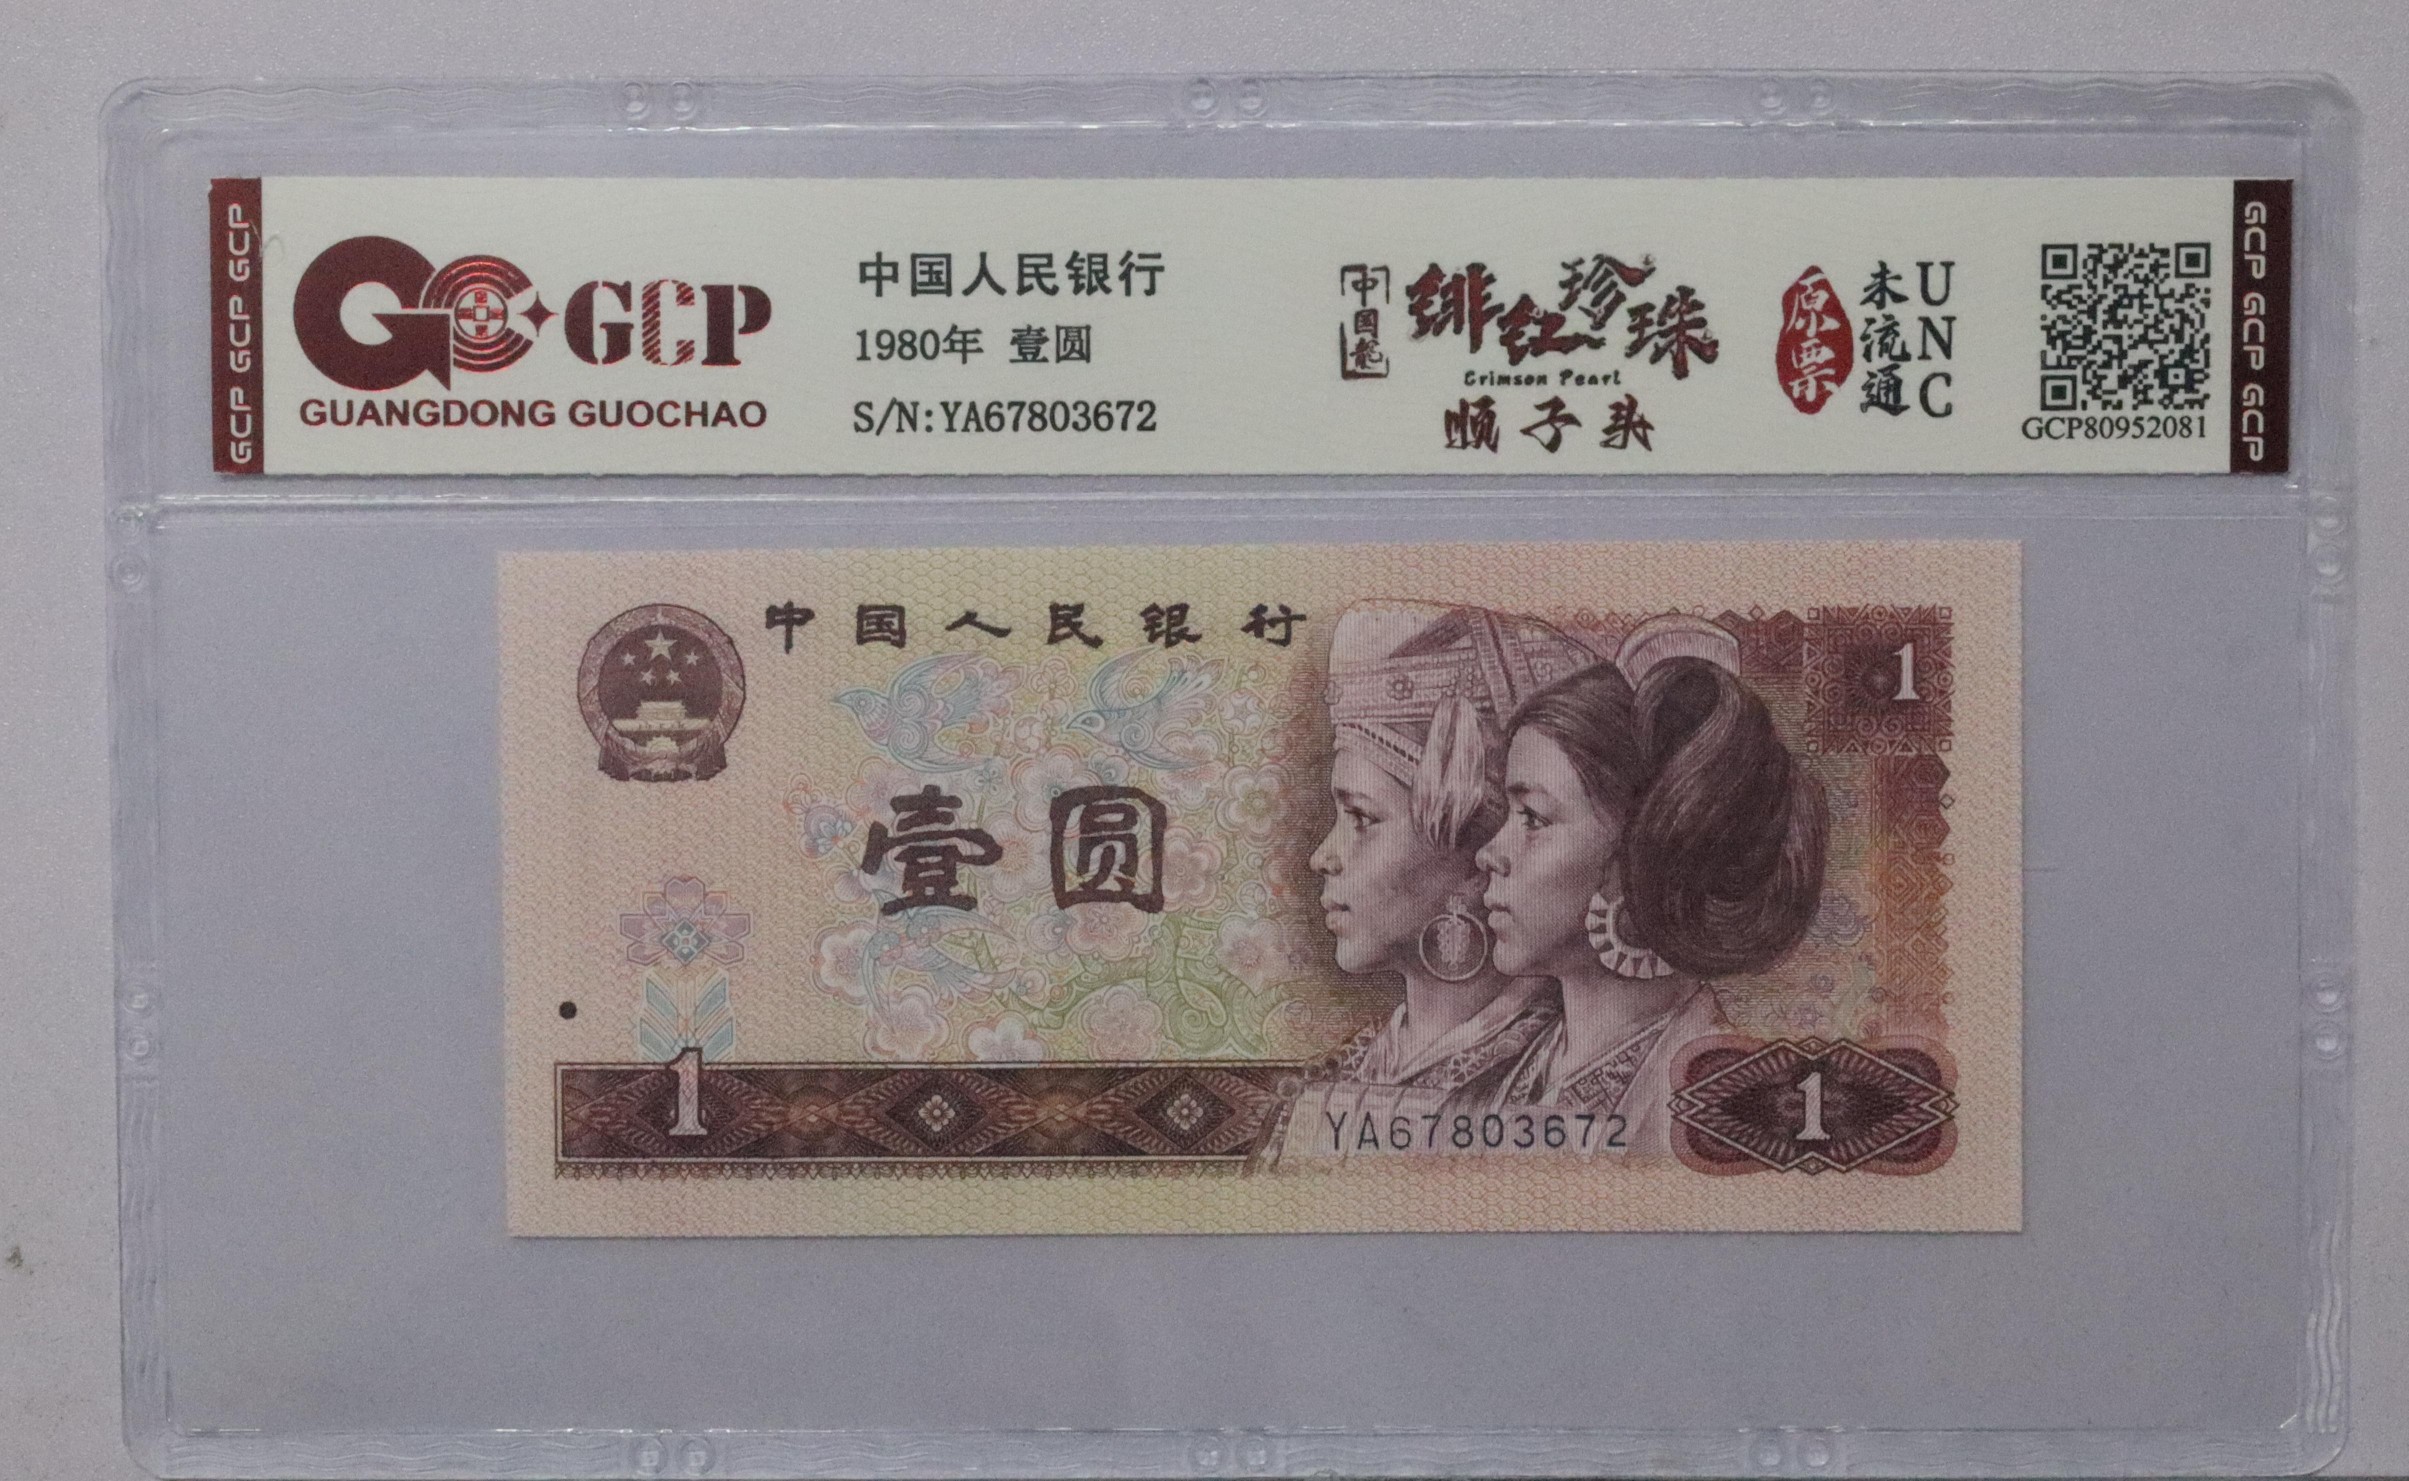 GCP GCP GCP
GCP
GUANGDONG GUOCHAO
中国人民银行
1980年 壹圆
S/N:YA67803672
中国龍
绯红珍珠
Crimson Pearl
顺子头
原票
未流通
UNC
GCP80952081
GCP GCP GCP
中国人民银行
1
壹圆
1
YA67803672
1